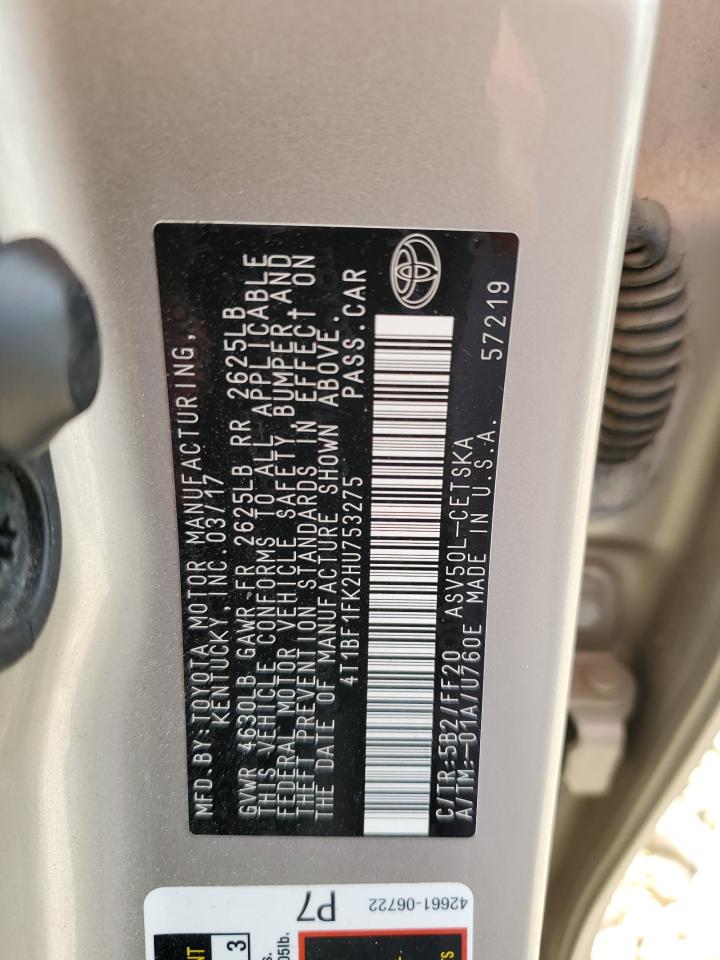 MFD.BY:TOYOTA MOTOR MANUFACTURING,
KENTUCKY, INC.03/17
GVWR 4630LB GAWR FR 2625LB RR 2625LB
THIS VEHICLE CONFORMS TO ALL APPLICABLE
FEDERAL MOTOR VEHICLE SAFETY, BUMPER AND
THEFT PREVENTION STANDARDS IN EFFECT ON
THE DATE OF MANUFACTURE SHOWN ABOVE.
4T1BF1FK2HU753275 PASS.CAR
C/TR:5B2/FF20 ASV50L-CETSKA
A/TM:-01A/U760E MADE IN U.S.A. 57219
42661-06722
P7
05lb.
3